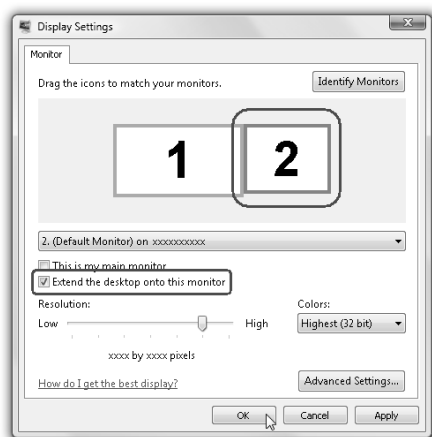 Display Settings
Monitor
Drag the icons to match your monitors.
Identify Monitors
1
2
2. (Default Monitor) on xxxxxxxxxx
This is my main monitor
Extend the desktop onto this monitor
Resolution:
Colors:
Low
High
Highest (32 bit)
xxxx by xxxx pixels
How do I get the best display?
Advanced Settings...
OK
Cancel
Apply